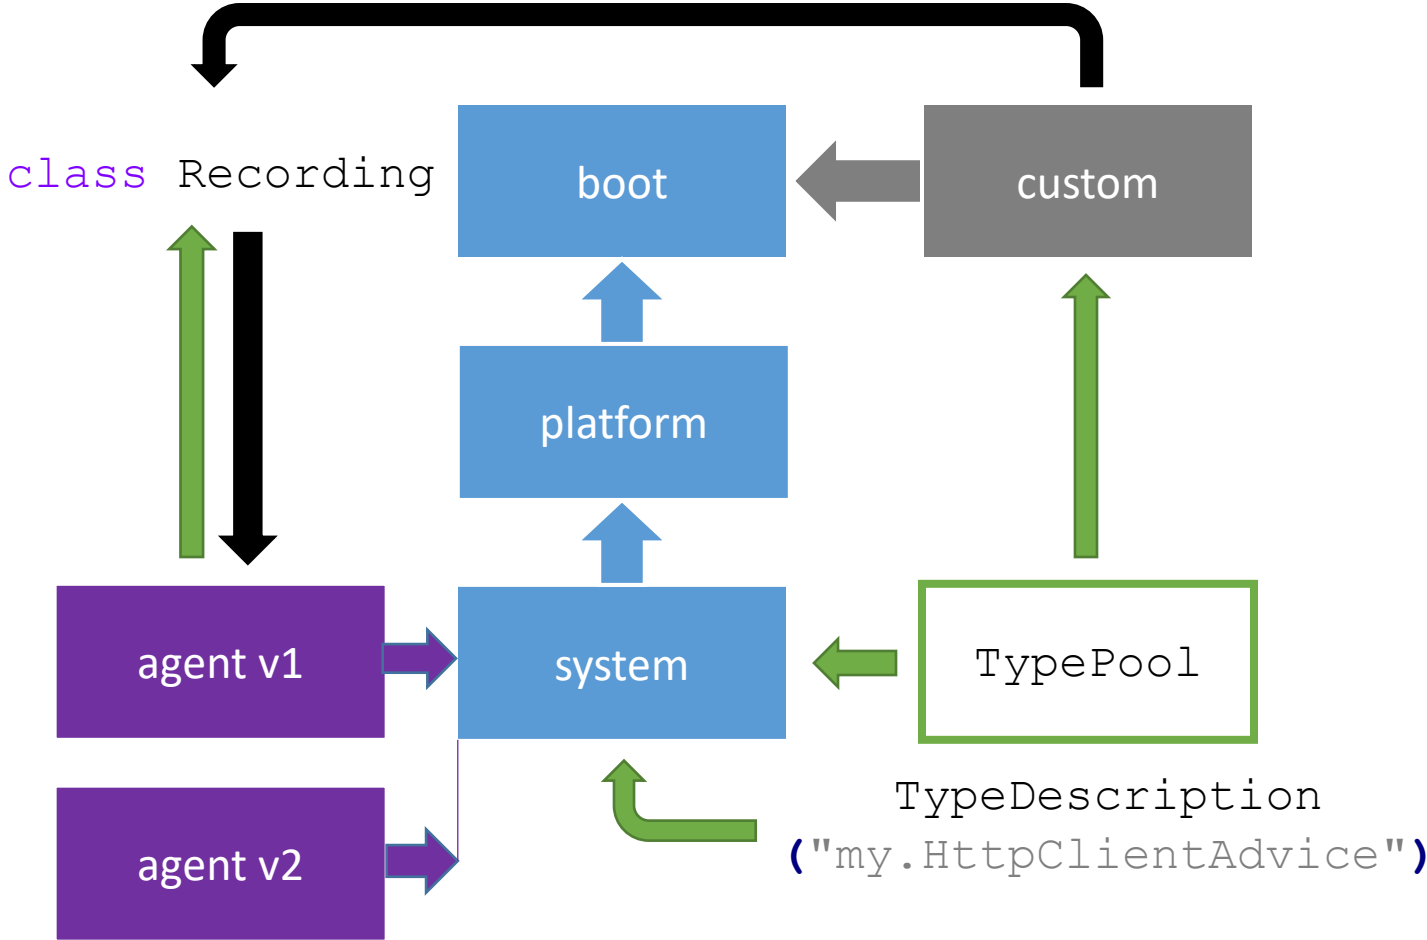 class Recording
boot
custom
platform
agent v1
system
TypePool
TypeDescription
("my.HttpClientAdvice")
agent v2